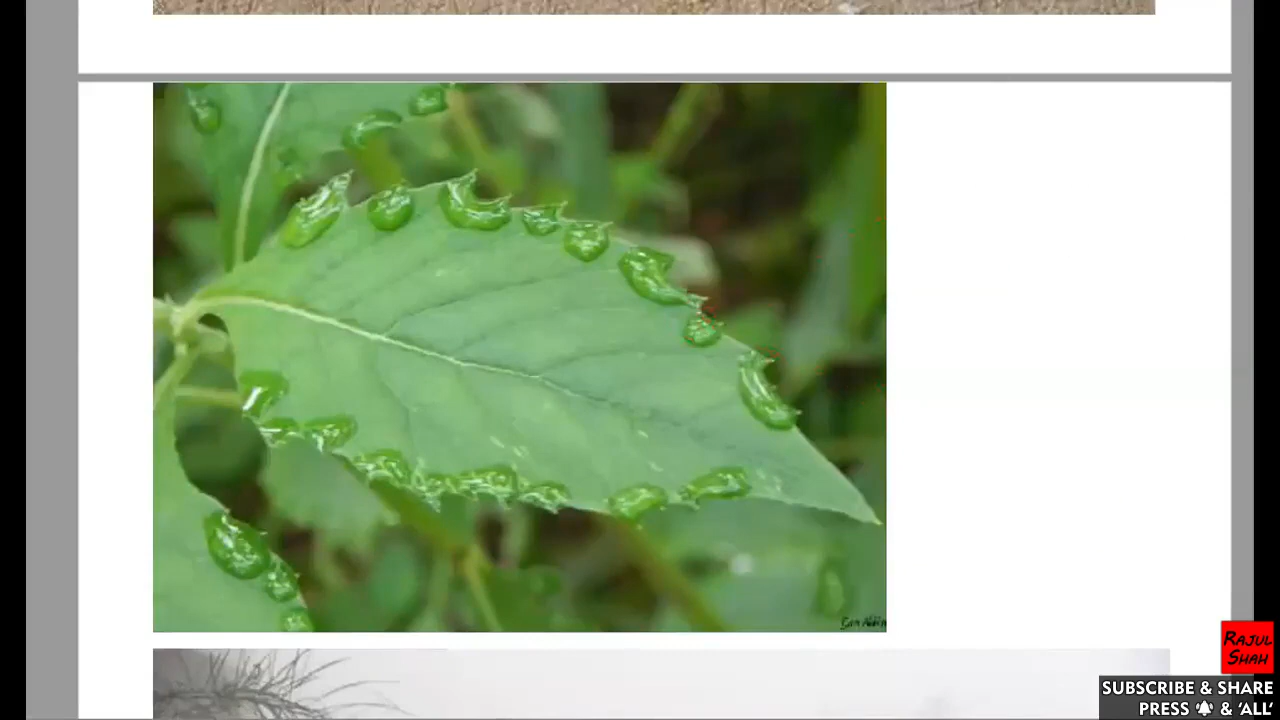 RAJUL
SHAH
SUBSCRIBE & SHARE
PRESS 🔔 & 'ALL'